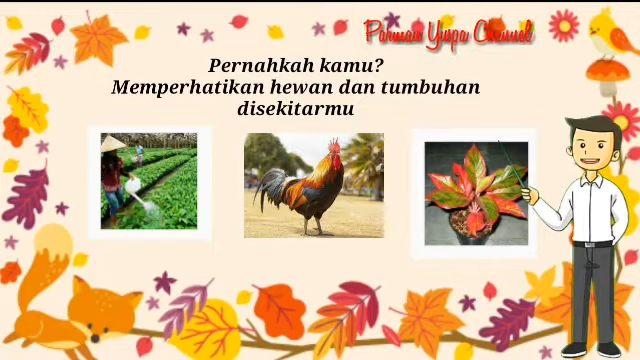 Parman Yuspa Channel
Pernahkah kamu?
Memperhatikan hewan dan tumbuhan
disekitarmu